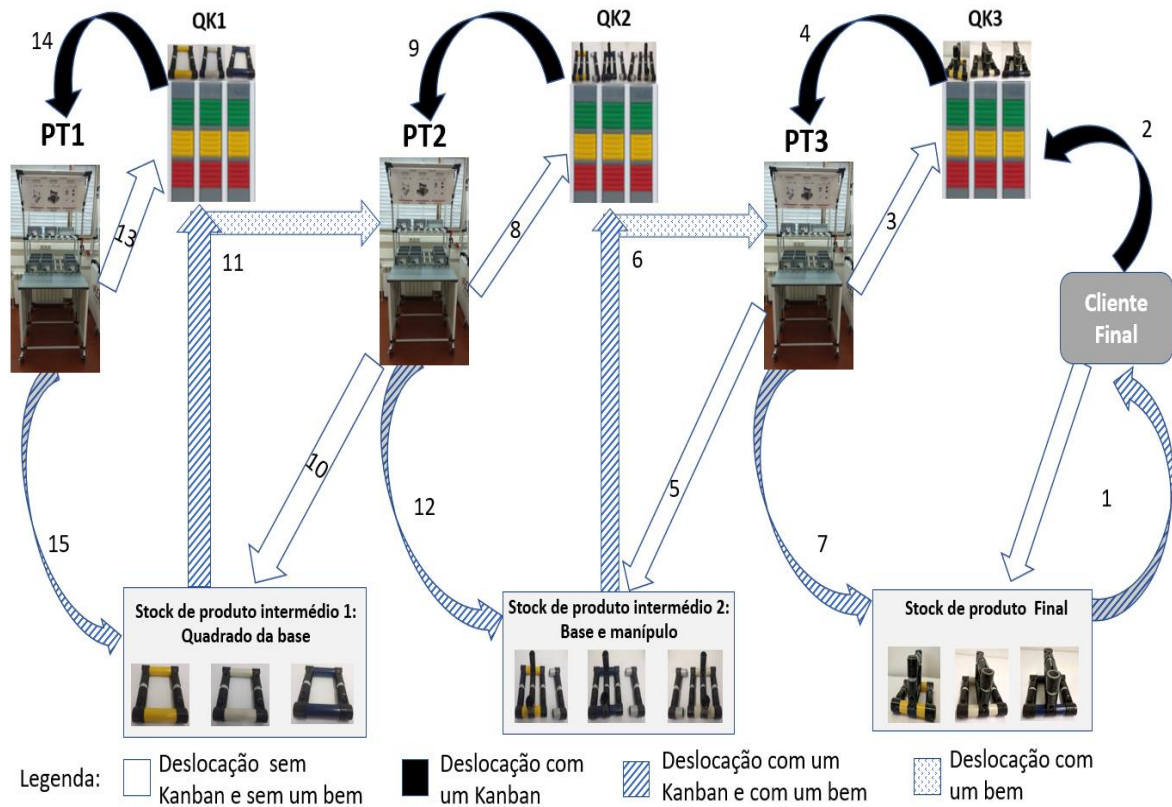 QK1
QK2
QK3
14
9
4
2
PT1
PT2
PT3
13
8
3
11
6
Cliente
Final
10
5
12
7
1
15
Stock de produto intermédio 1:
Quadrado da base
Stock de produto intermédio 2:
Base e manípulo
Stock de produto Final
Legenda:
Deslocação sem
Kanban e sem um bem
Deslocação com
um Kanban
Deslocação com um
Kanban e com um bem
Deslocação com
um bem